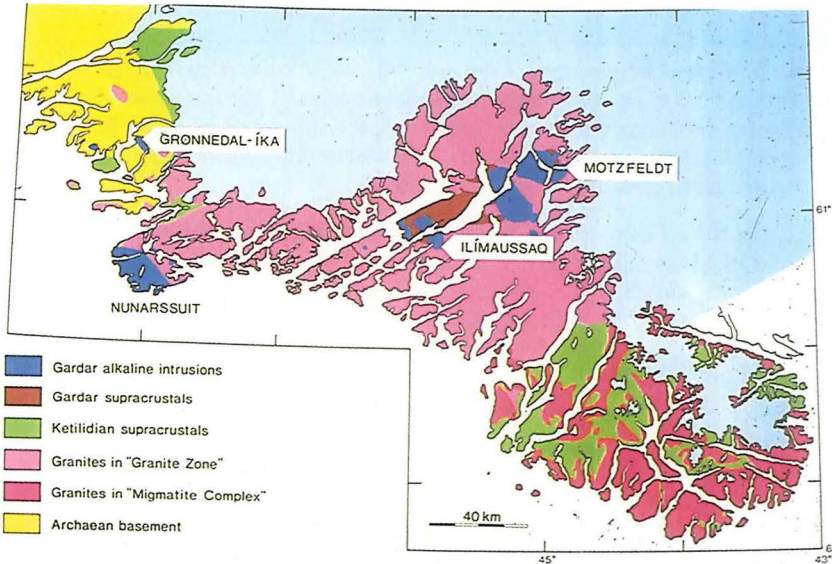 GRØNNEDAL-ÍKA
MOTZFELDT
61°
ILÍMAUSSAQ
NUNARSSUIT
Gardar alkaline intrusions
Gardar supracrustals
Ketilidian supracrustals
Granites in "Granite Zone"
Granites in "Migmatite Complex"
Archaean basement
40 km
45°
43°